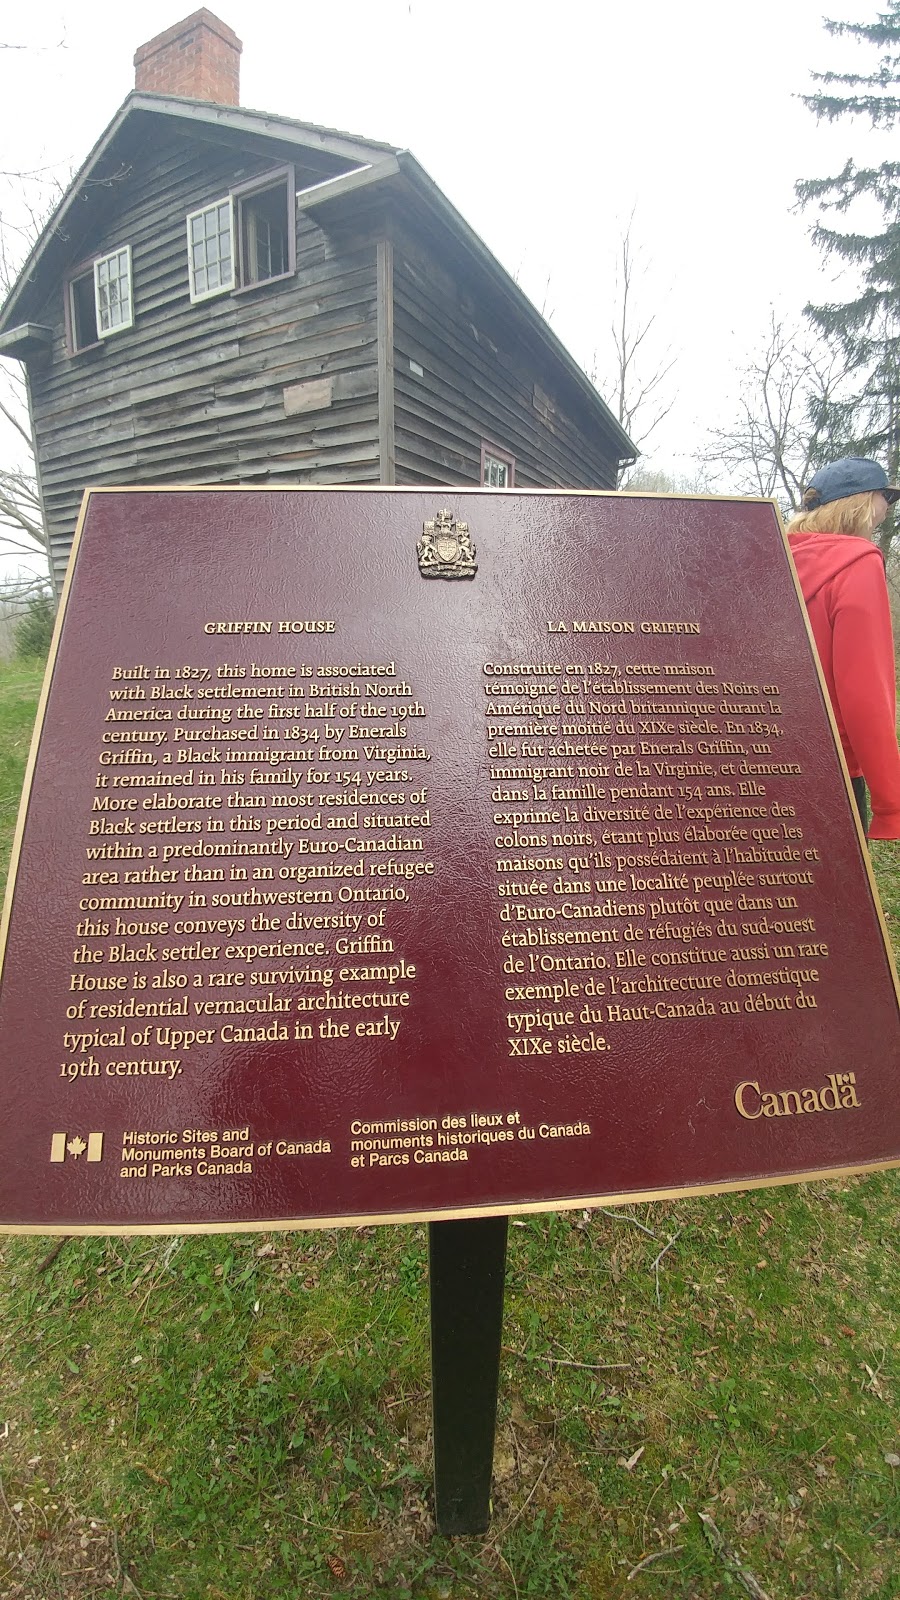 GRIFFIN HOUSE
Built in 1827, this home is associated
with Black settlement in British North
America during the first half of the 19th
century. Purchased in 1834 by Enerals
Griffin, a Black immigrant from Virginia,
it remained in his family for 154 years.
More elaborate than most residences of
Black settlers in this period and situated
within a predominantly Euro-Canadian
area rather than in an organized refugee
community in southwestern Ontario,
this house conveys the diversity of
the Black settler experience. Griffin
House is also a rare surviving example
of residential vernacular architecture
typical of Upper Canada in the early
19th century.
LA MAISON GRIFFIN
Construite en 1827, cette maison
témoigne de l'établissement des Noirs en
Amérique du Nord britannique durant la
première moitié du XIXe siècle. En 1834,
elle fut achetée par Enerals Griffin, un
immigrant noir de la Virginie, et demeura
dans la famille pendant 154 ans. Elle
exprime la diversité de l'expérience des
colons noirs, étant plus élaborée que les
maisons qu'ils possédaient à l'habitude et
située dans une localité peuplée surtout
d'Euro-Canadiens plutôt que dans un
établissement de réfugiés du sud-ouest
de l'Ontario. Elle constitue aussi un rare
exemple de l'architecture domestique
typique du Haut-Canada au début du
XIXe siècle.
Historic Sites and
Monuments Board of Canada
and Parks Canada
Commission des lieux et
monuments historiques du Canada
et Parcs Canada
Canada